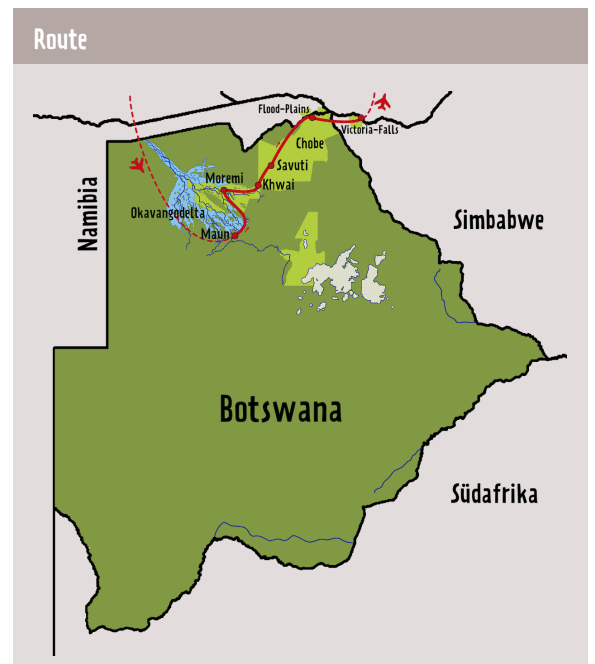 Route
Flood-Plains
Victoria-Falls
Chobe
Savuti
Moremi
Khwai
Namibia
Okavangodelta
Simbabwe
Maun
Botswana
Südafrika